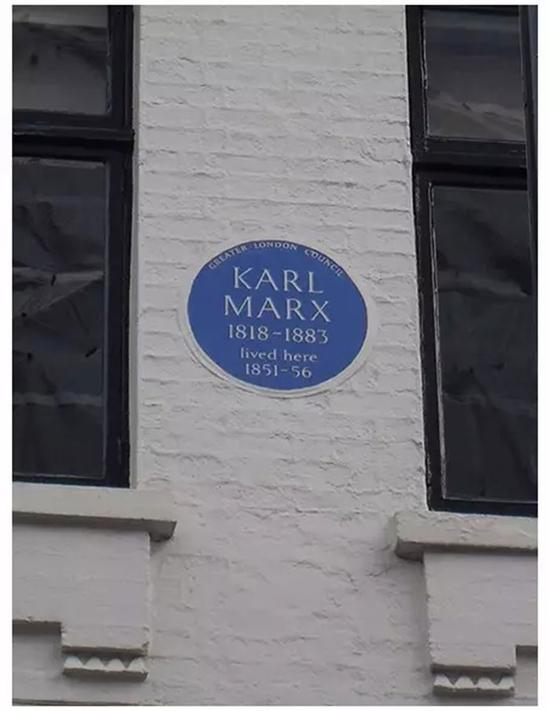 GREATER LONDON COUNCIL
KARL
MARX
1818-1883
lived here
1851-56